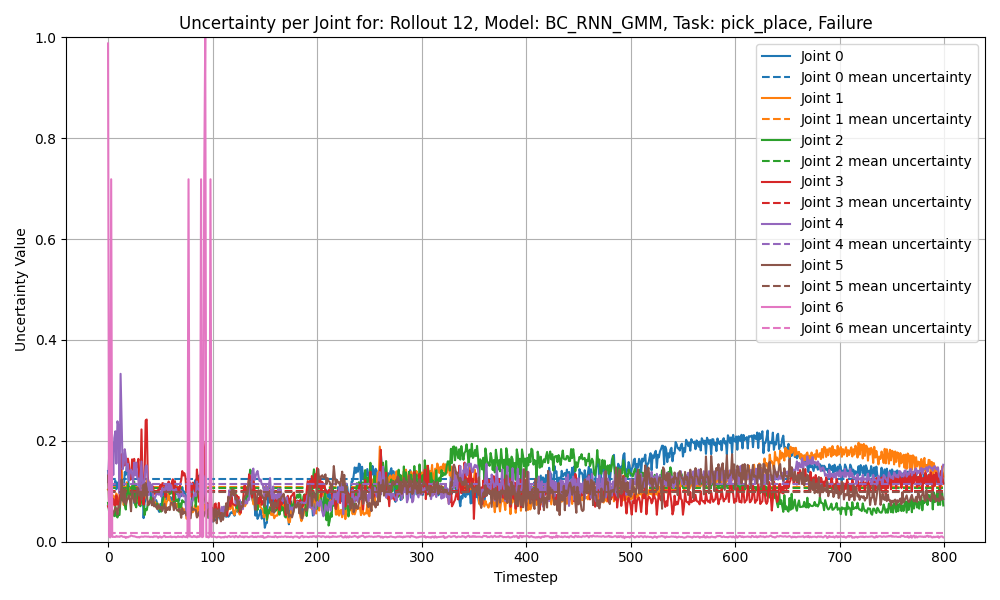 Uncertainty per Joint for: Rollout 12, Model: BC_RNN_GMM, Task: pick_place, Failure
Uncertainty Value
1.0
0.8
0.6
0.4
0.2
0.0
Joint 0
Joint 0 mean uncertainty
Joint 1
Joint 1 mean uncertainty
Joint 2
Joint 2 mean uncertainty
Joint 3
Joint 3 mean uncertainty
Joint 4
Joint 4 mean uncertainty
Joint 5
Joint 5 mean uncertainty
Joint 6
Joint 6 mean uncertainty
0 100 200 300 400 500 600 700 800
Timestep